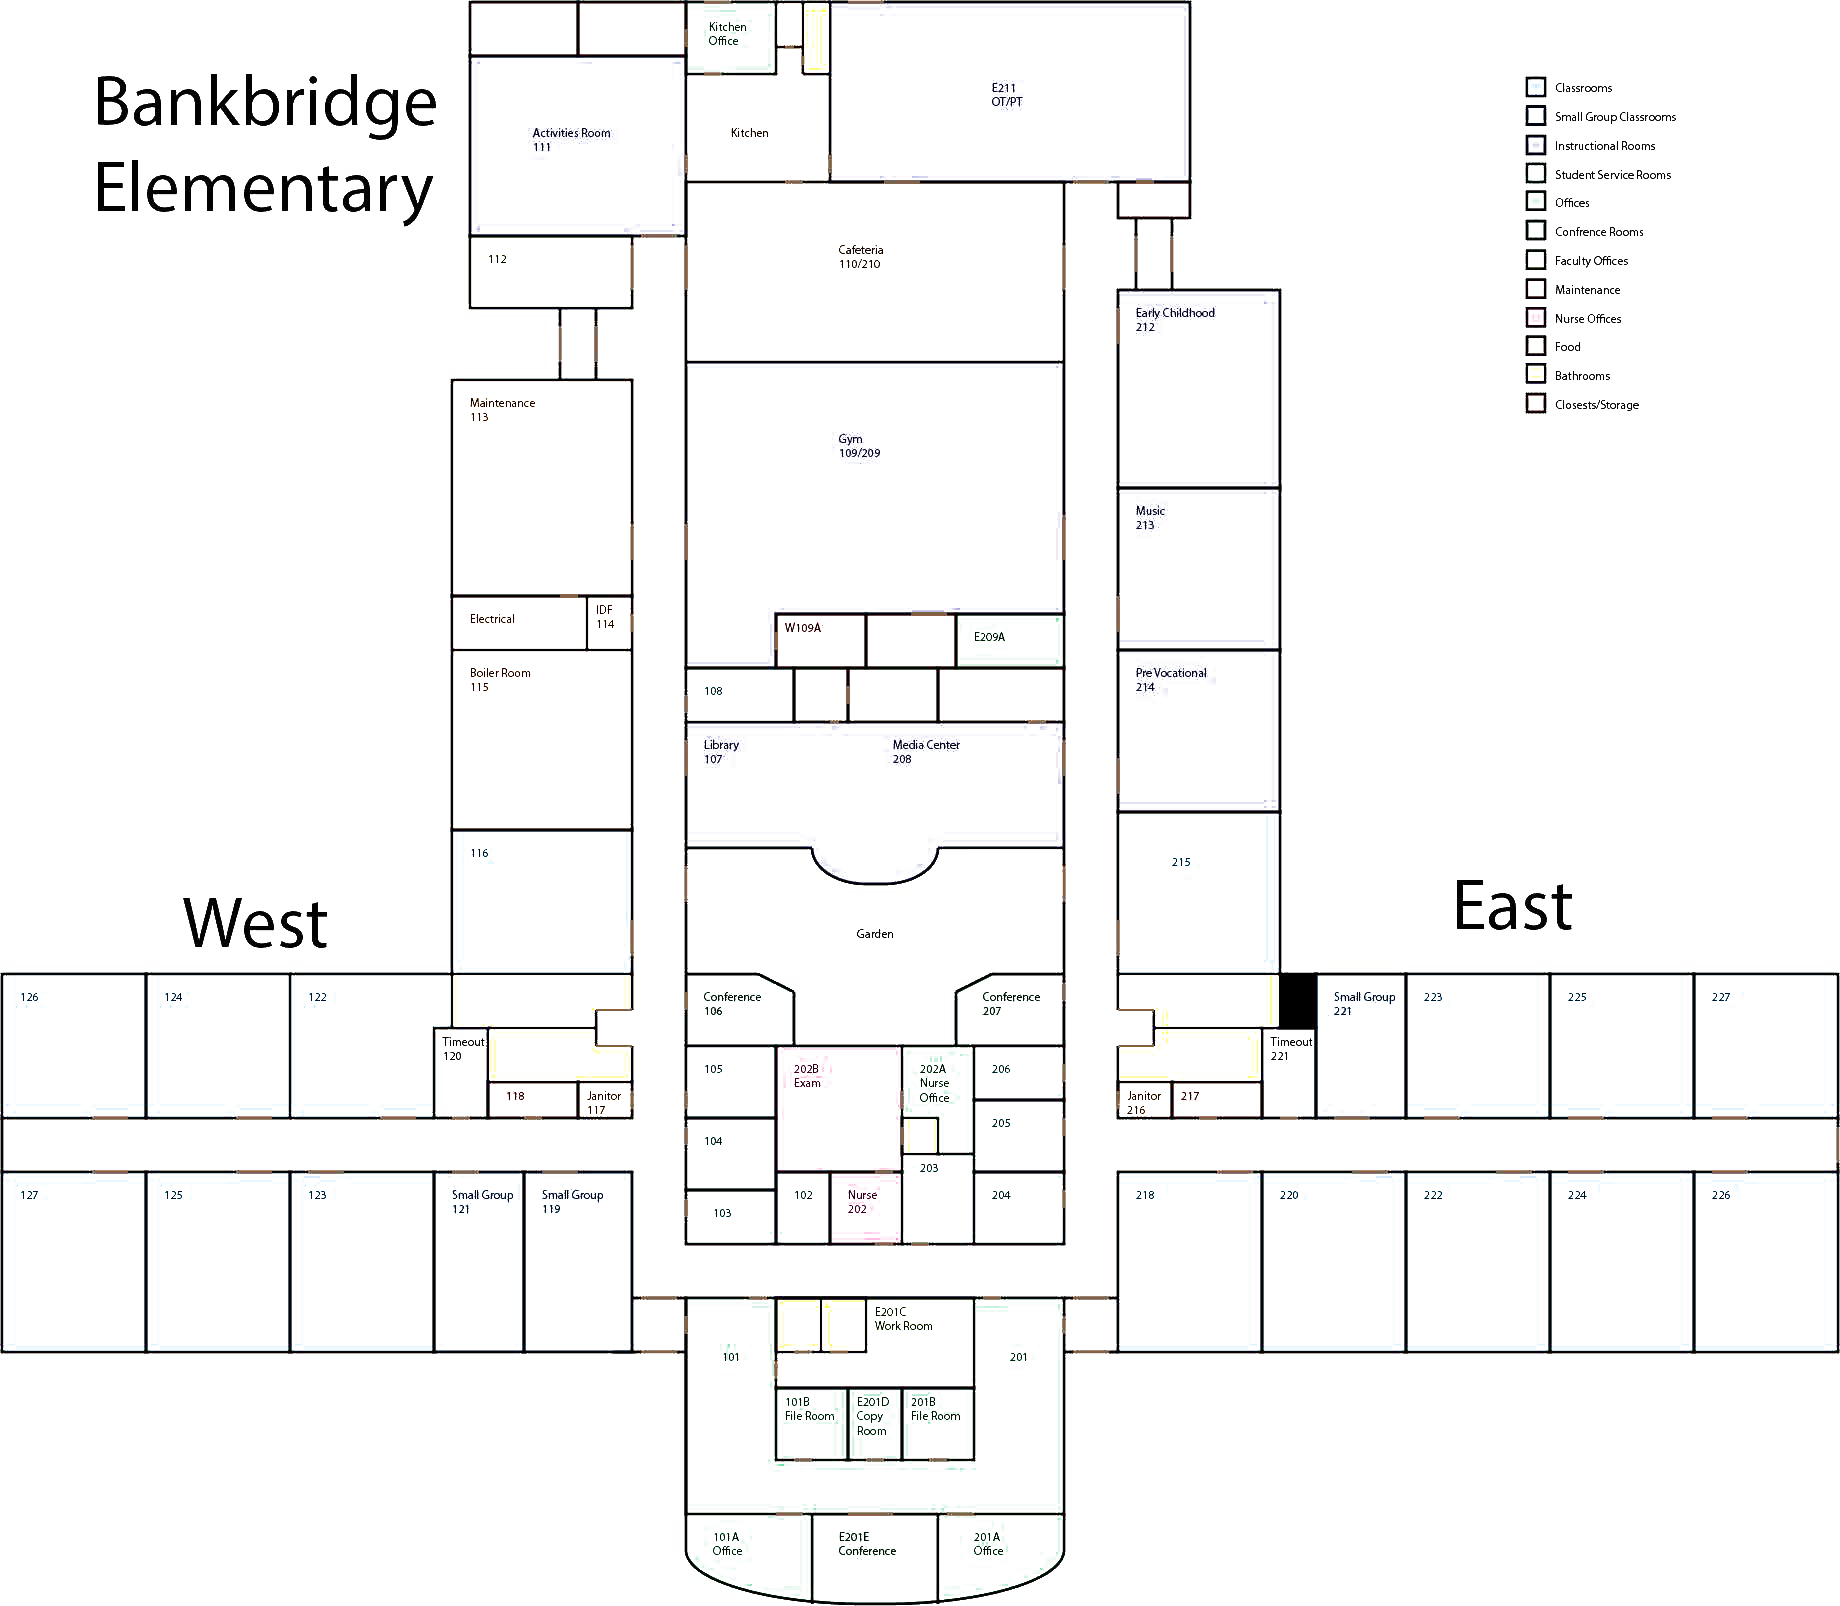 Bankbridge
Elementary
Kitchen
Office
E211
OT/PT
Activities Room
111
Kitchen
112
Cafeteria
110/210
Classrooms
Small Group Classrooms
Instructional Rooms
Student Service Rooms
Offices
Confrence Rooms
Faculty Offices
Maintenance
Nurse Offices
Food
Bathrooms
Closests/Storage
Early Childhood
212
Maintenance
113
Gym
109/209
Music
213
Electrical
IDF
114
W109A
E209A
Boiler Room
115
108
Pre Vocational
214
Library
107
Media Center
208
116
215
West
East
Garden
126
124
122
Conference
106
Conference
207
Small Group
221
223
225
227
Timeout
120
Timeout
221
118
Janitor
117
105
202B
Exam
202A
Nurse
Office
206
Janitor
216
217
104
205
203
127
125
123
Small Group
121
Small Group
119
103
102
Nurse
202
204
218
220
222
224
226
E201C
Work Room
101
201
101B
File Room
E201D
Copy
Room
201B
File Room
101A
Office
E201E
Conference
201A
Office